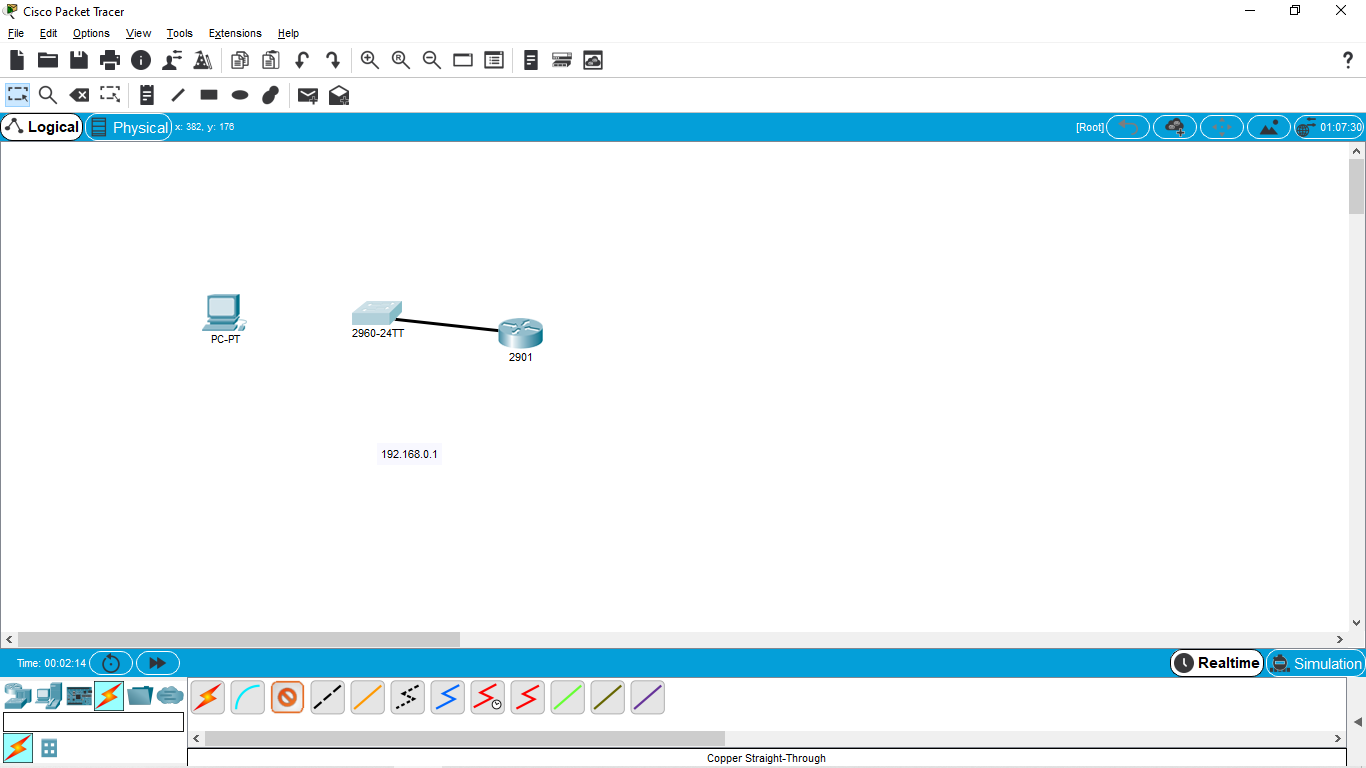 Cisco Packet Tracer
File Edit Options View Tools Extensions Help
R
?
Logical Physical x: 382, y: 176 [Root] 01:07:30
PC-PT
2960-24TT
2901
192.168.0.1
Time: 00:02:14 Realtime Simulation
Copper Straight-Through